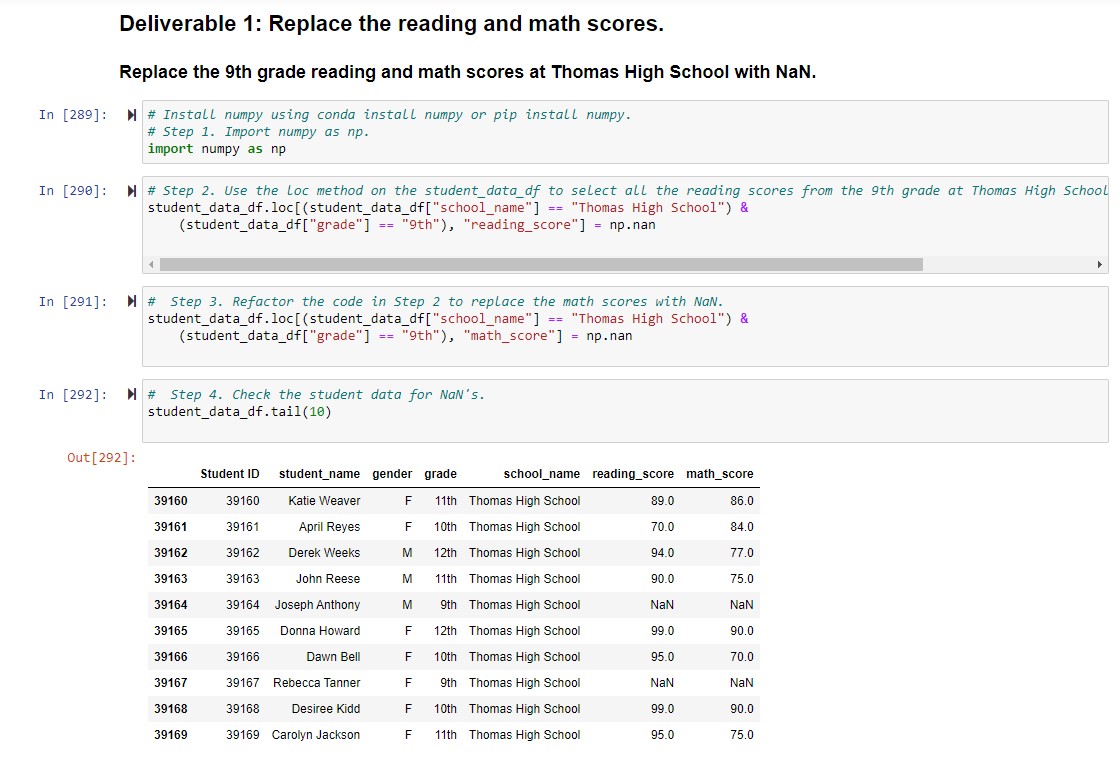 Deliverable 1: Replace the reading and math scores.
Replace the 9th grade reading and math scores at Thomas High School with NaN.
In [289]:
# Install numpy using conda install numpy or pip install numpy.
# Step 1. Import numpy as np.
import numpy as np
In [290]:
# Step 2. Use the loc method on the student_data_df to select all the reading scores from the 9th grade at Thomas High School
student_data_df.loc[(student_data_df["school_name"] == "Thomas High School") &
    (student_data_df["grade"] == "9th"), "reading_score"] = np.nan
In [291]:
#  Step 3. Refactor the code in Step 2 to replace the math scores with NaN.
student_data_df.loc[(student_data_df["school_name"] == "Thomas High School") &
    (student_data_df["grade"] == "9th"), "math_score"] = np.nan
In [292]:
#  Step 4. Check the student data for NaN's.
student_data_df.tail(10)
Out[292]:
Student ID student_name gender grade school_name reading_score math_score
39160 39160 Katie Weaver F 11th Thomas High School 89.0 86.0
39161 39161 April Reyes F 10th Thomas High School 70.0 84.0
39162 39162 Derek Weeks M 12th Thomas High School 94.0 77.0
39163 39163 John Reese M 11th Thomas High School 90.0 75.0
39164 39164 Joseph Anthony M 9th Thomas High School NaN NaN
39165 39165 Donna Howard F 12th Thomas High School 99.0 90.0
39166 39166 Dawn Bell F 10th Thomas High School 95.0 70.0
39167 39167 Rebecca Tanner F 9th Thomas High School NaN NaN
39168 39168 Desiree Kidd F 10th Thomas High School 99.0 90.0
39169 39169 Carolyn Jackson F 11th Thomas High School 95.0 75.0